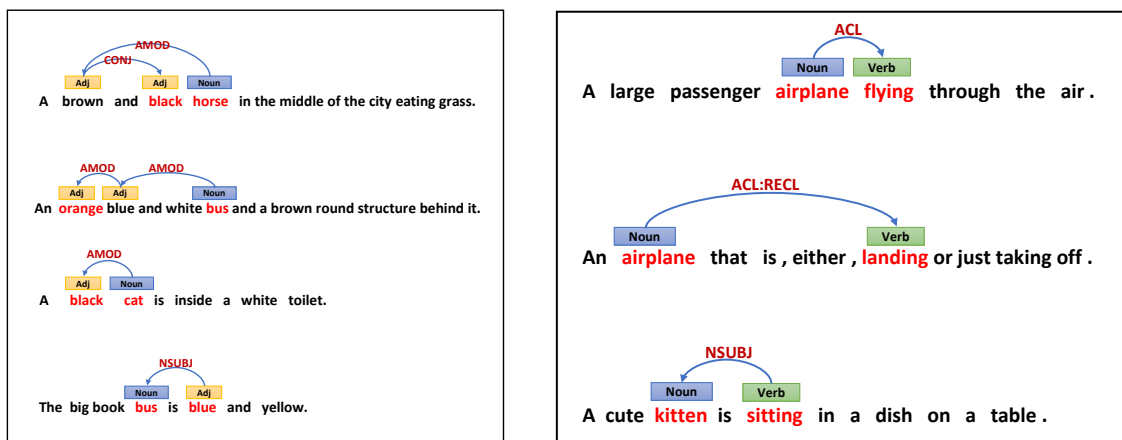 AMOD
CONJ
Adj Adj Noun
A brown and black horse in the middle of the city eating grass.
AMOD AMOD
Adj Adj Noun
An orange blue and white bus and a brown round structure behind it.
AMOD
Adj Noun
A black cat is inside a white toilet.
NSUBJ
Noun Adj
The big book bus is blue and yellow.
ACL
Noun Verb
A large passenger airplane flying through the air .
ACL:RECL
Noun Verb
An airplane that is , either , landing or just taking off .
NSUBJ
Noun Verb
A cute kitten is sitting in a dish on a table .